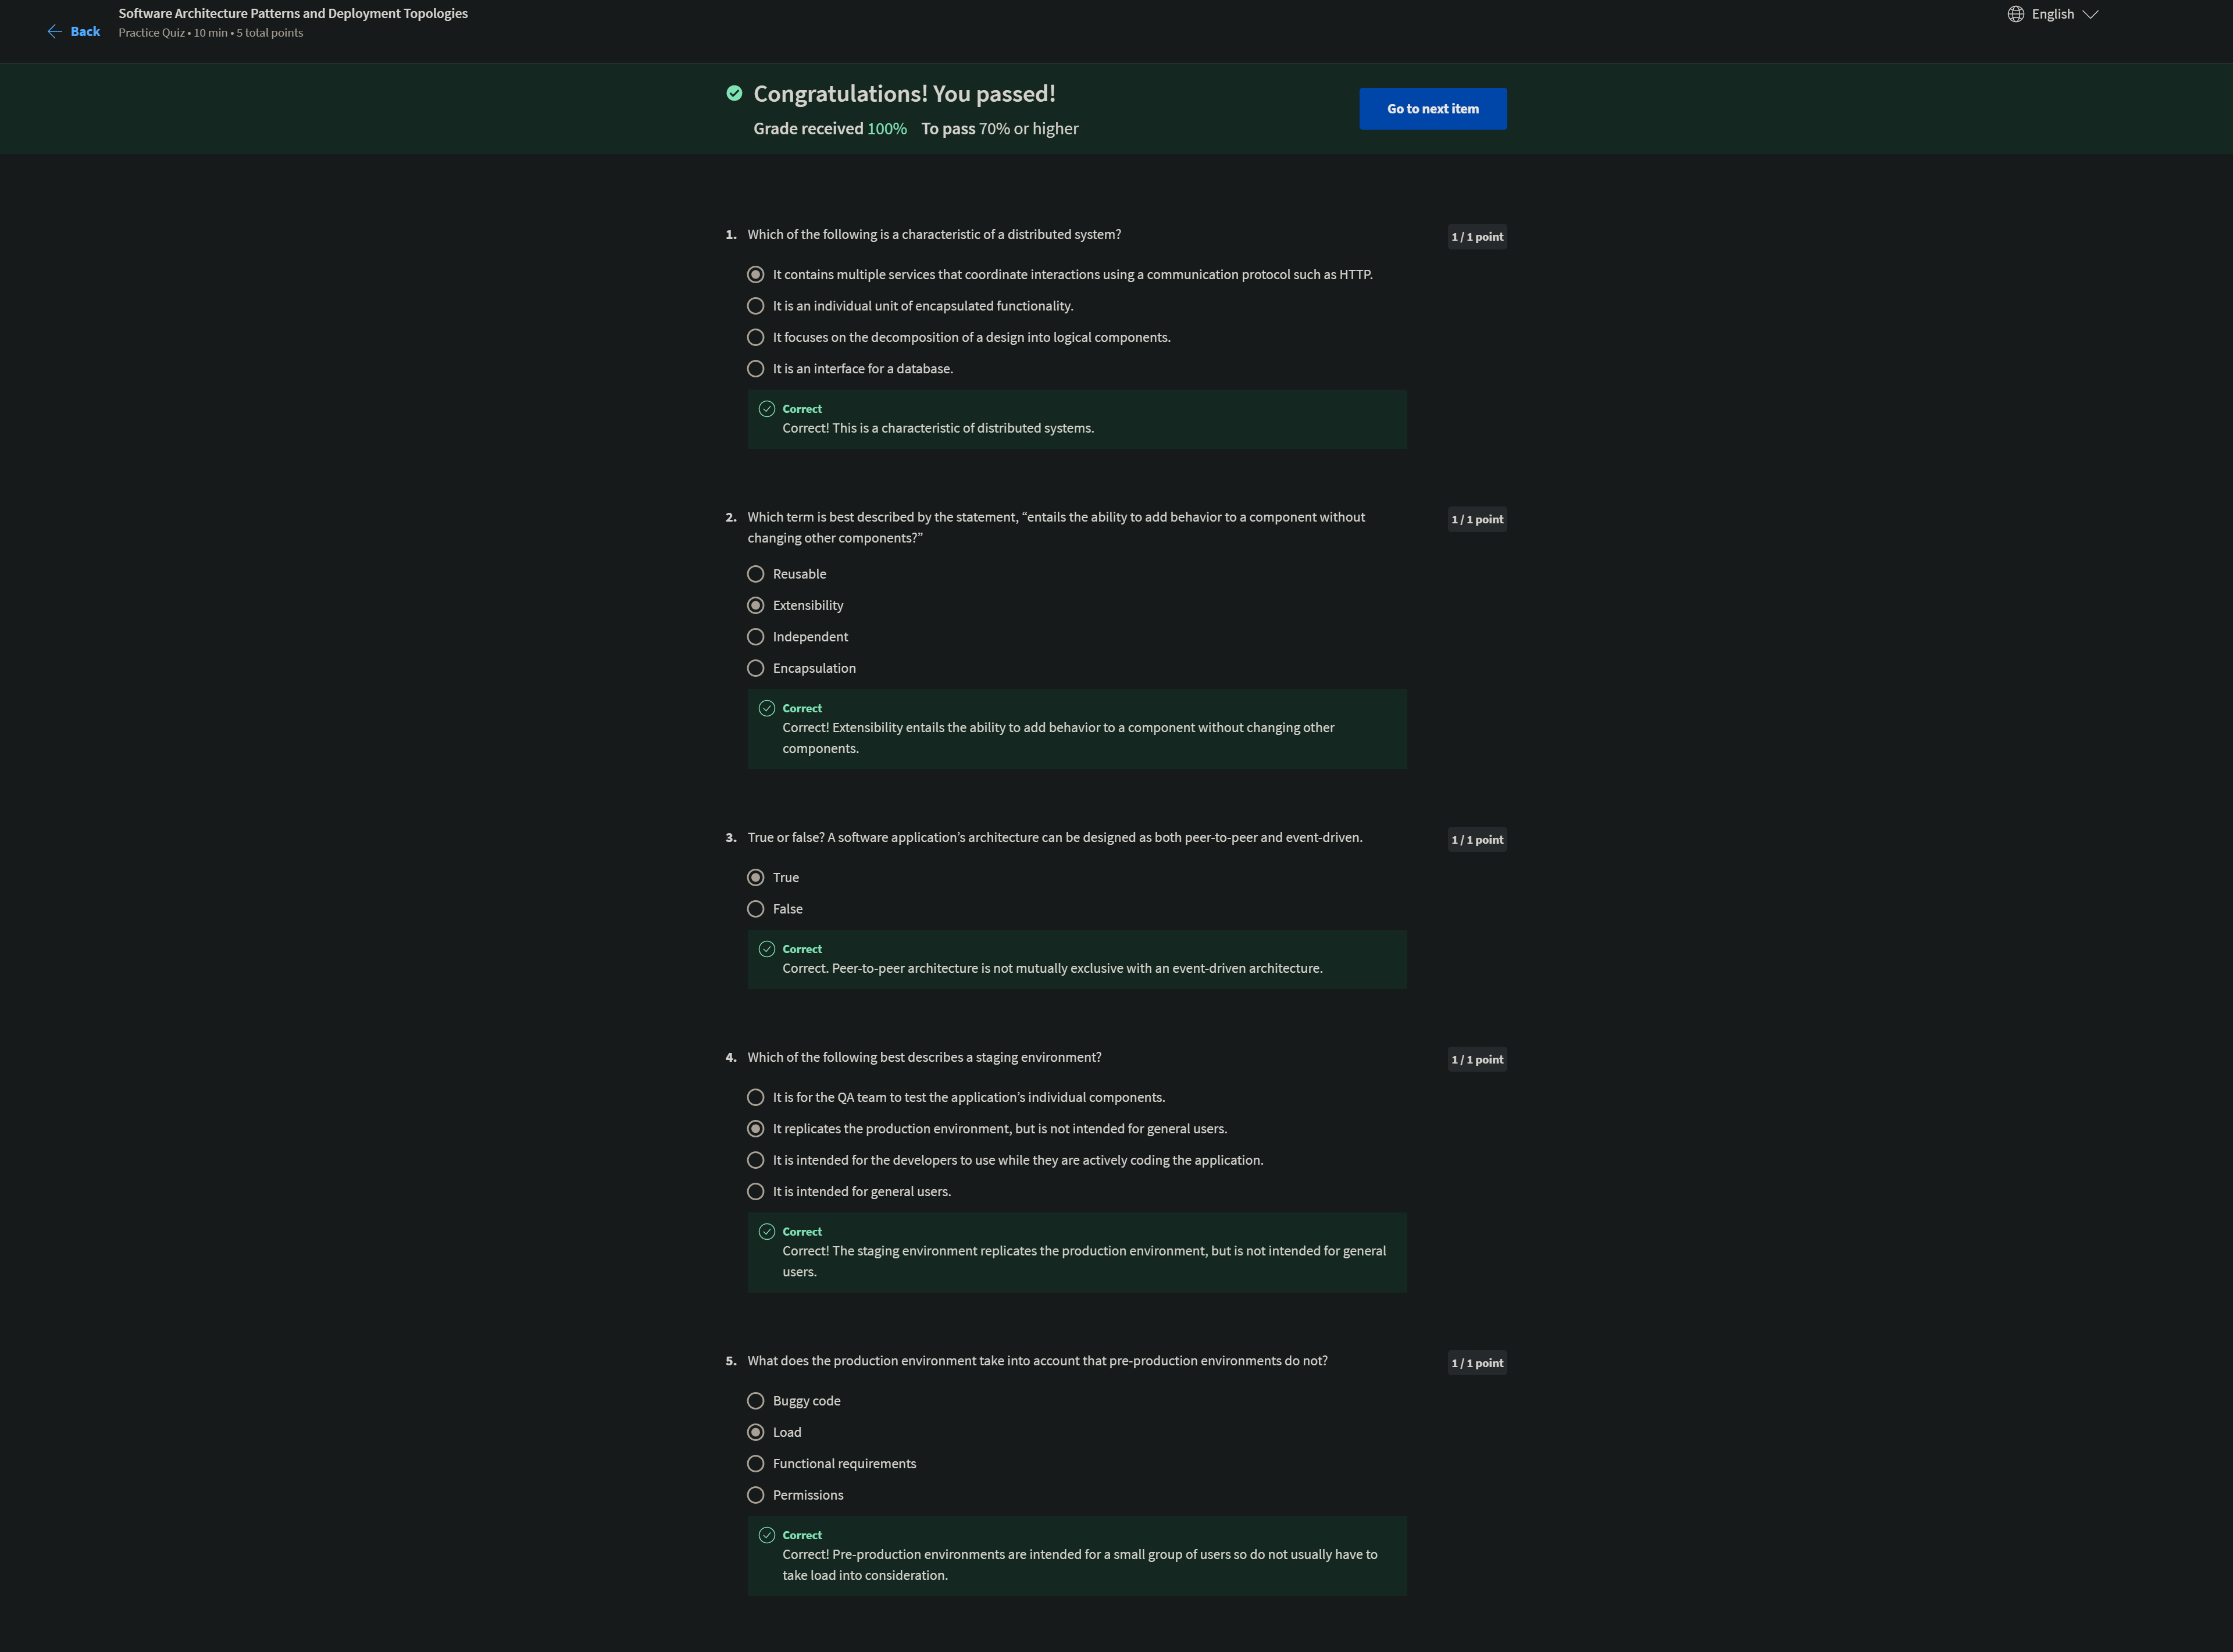 Software Architecture Patterns and Deployment Topologies
Back
Practice Quiz • 10 min • 5 total points
English
Congratulations! You passed!
Grade received 100% To pass 70% or higher
Go to next item
1. Which of the following is a characteristic of a distributed system?
1 / 1 point
It contains multiple services that coordinate interactions using a communication protocol such as HTTP.
It is an individual unit of encapsulated functionality.
It focuses on the decomposition of a design into logical components.
It is an interface for a database.
Correct
Correct! This is a characteristic of distributed systems.
2. Which term is best described by the statement, “entails the ability to add behavior to a component without
changing other components?”
1 / 1 point
Reusable
Extensibility
Independent
Encapsulation
Correct
Correct! Extensibility entails the ability to add behavior to a component without changing other
components.
3. True or false? A software application’s architecture can be designed as both peer-to-peer and event-driven.
1 / 1 point
True
False
Correct
Correct. Peer-to-peer architecture is not mutually exclusive with an event-driven architecture.
4. Which of the following best describes a staging environment?
1 / 1 point
It is for the QA team to test the application’s individual components.
It replicates the production environment, but is not intended for general users.
It is intended for the developers to use while they are actively coding the application.
It is intended for general users.
Correct
Correct! The staging environment replicates the production environment, but is not intended for general
users.
5. What does the production environment take into account that pre-production environments do not?
1 / 1 point
Buggy code
Load
Functional requirements
Permissions
Correct
Correct! Pre-production environments are intended for a small group of users so do not usually have to
take load into consideration.